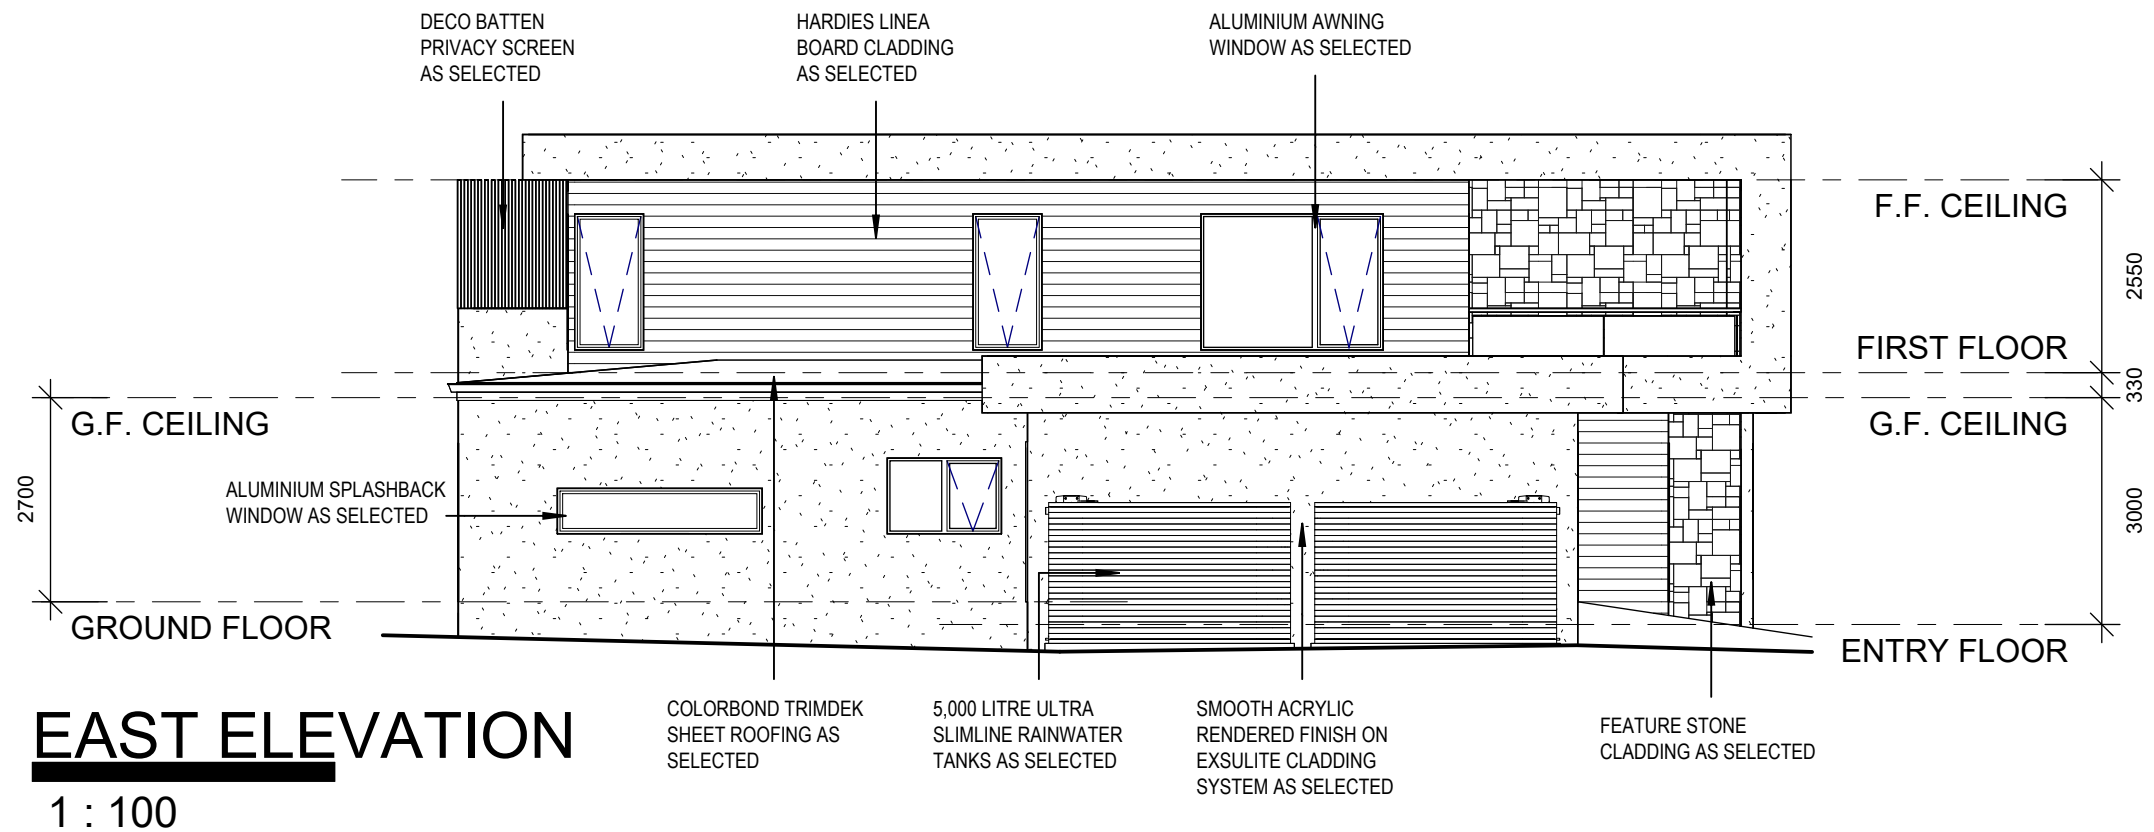 DECO BATTEN
PRIVACY SCREEN
AS SELECTED
HARDIES LINEA
BOARD CLADDING
AS SELECTED
ALUMINIUM AWNING
WINDOW AS SELECTED
F.F. CEILING
2550
FIRST FLOOR
330
G.F. CEILING
G.F. CEILING
2700
ALUMINIUM SPLASHBACK
WINDOW AS SELECTED
3000
GROUND FLOOR
ENTRY FLOOR
EAST ELEVATION
1 : 100
COLORBOND TRIMDEK
SHEET ROOFING AS
SELECTED
5,000 LITRE ULTRA
SLIMLINE RAINWATER
TANKS AS SELECTED
SMOOTH ACRYLIC
RENDERED FINISH ON
EXSULITE CLADDING
SYSTEM AS SELECTED
FEATURE STONE
CLADDING AS SELECTED